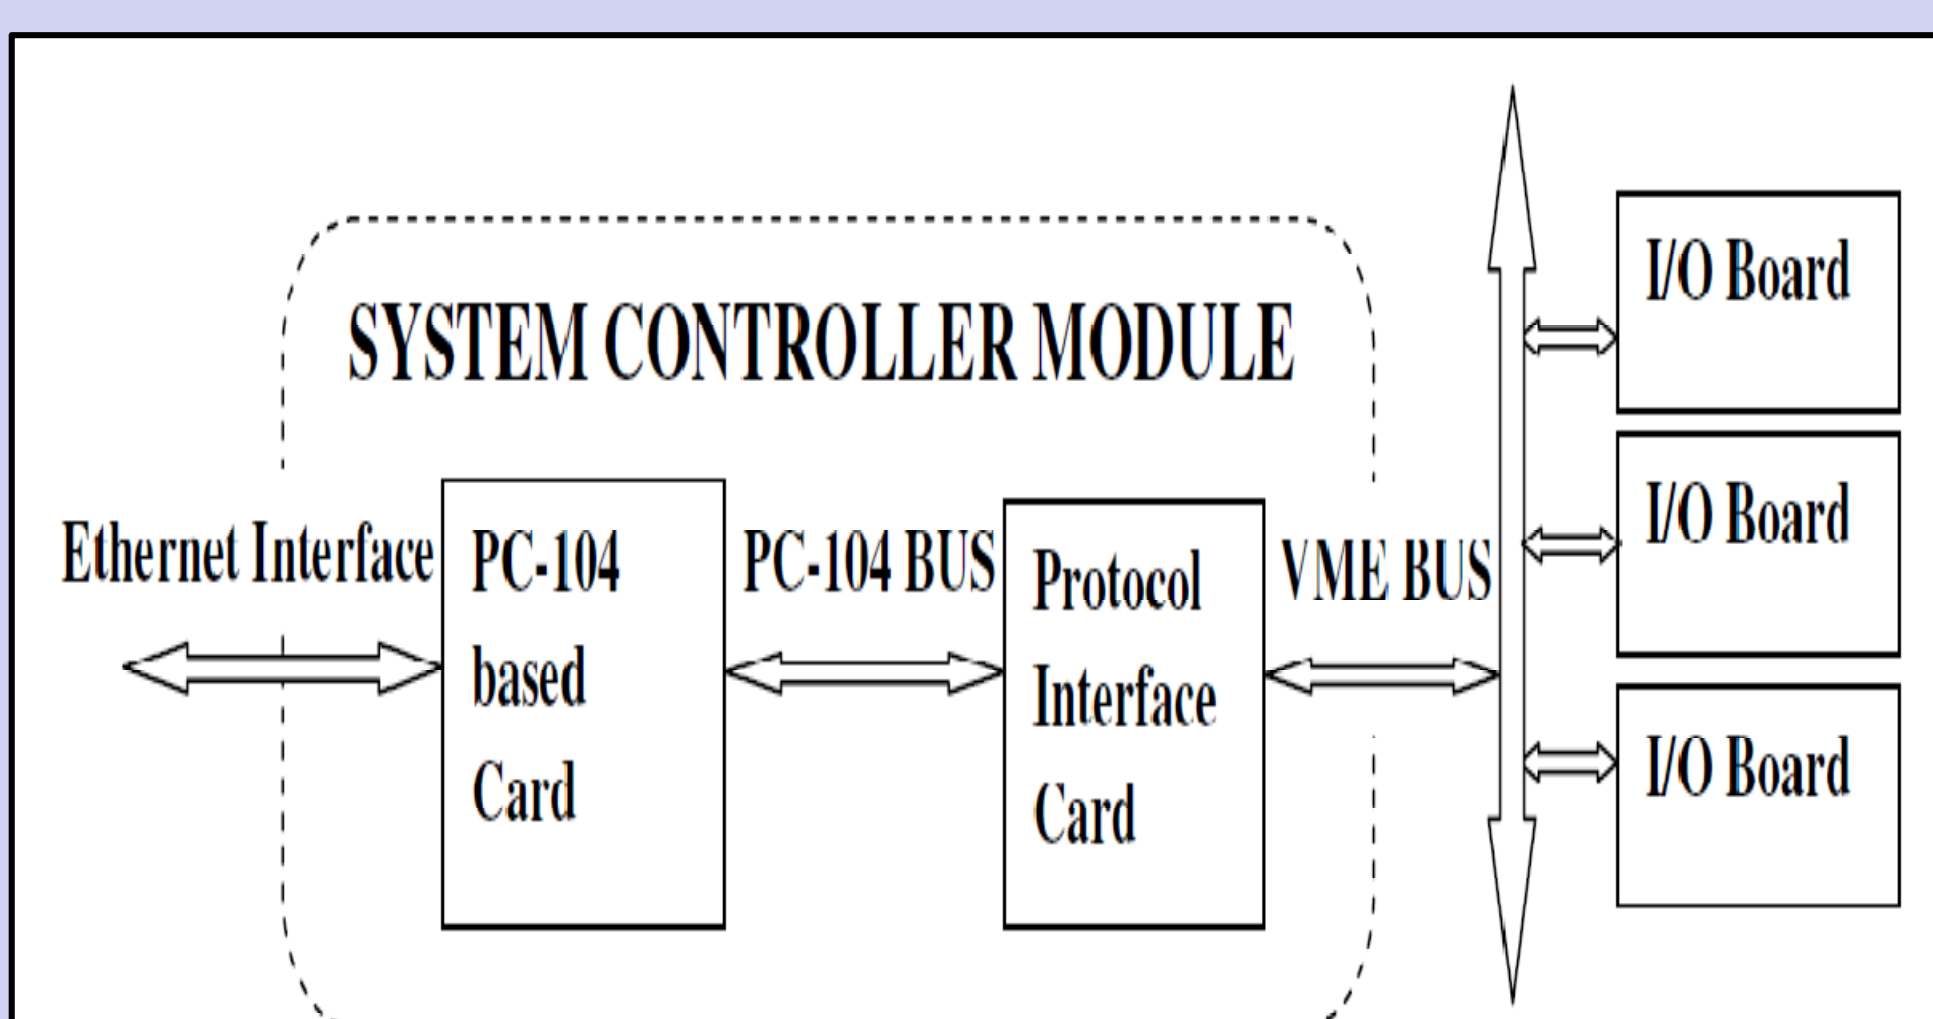 SYSTEM CONTROLLER MODULE
Ethernet Interface
PC-104
based
Card
PC-104 BUS
Protocol
Interface
Card
VME BUS
I/O Board
I/O Board
I/O Board